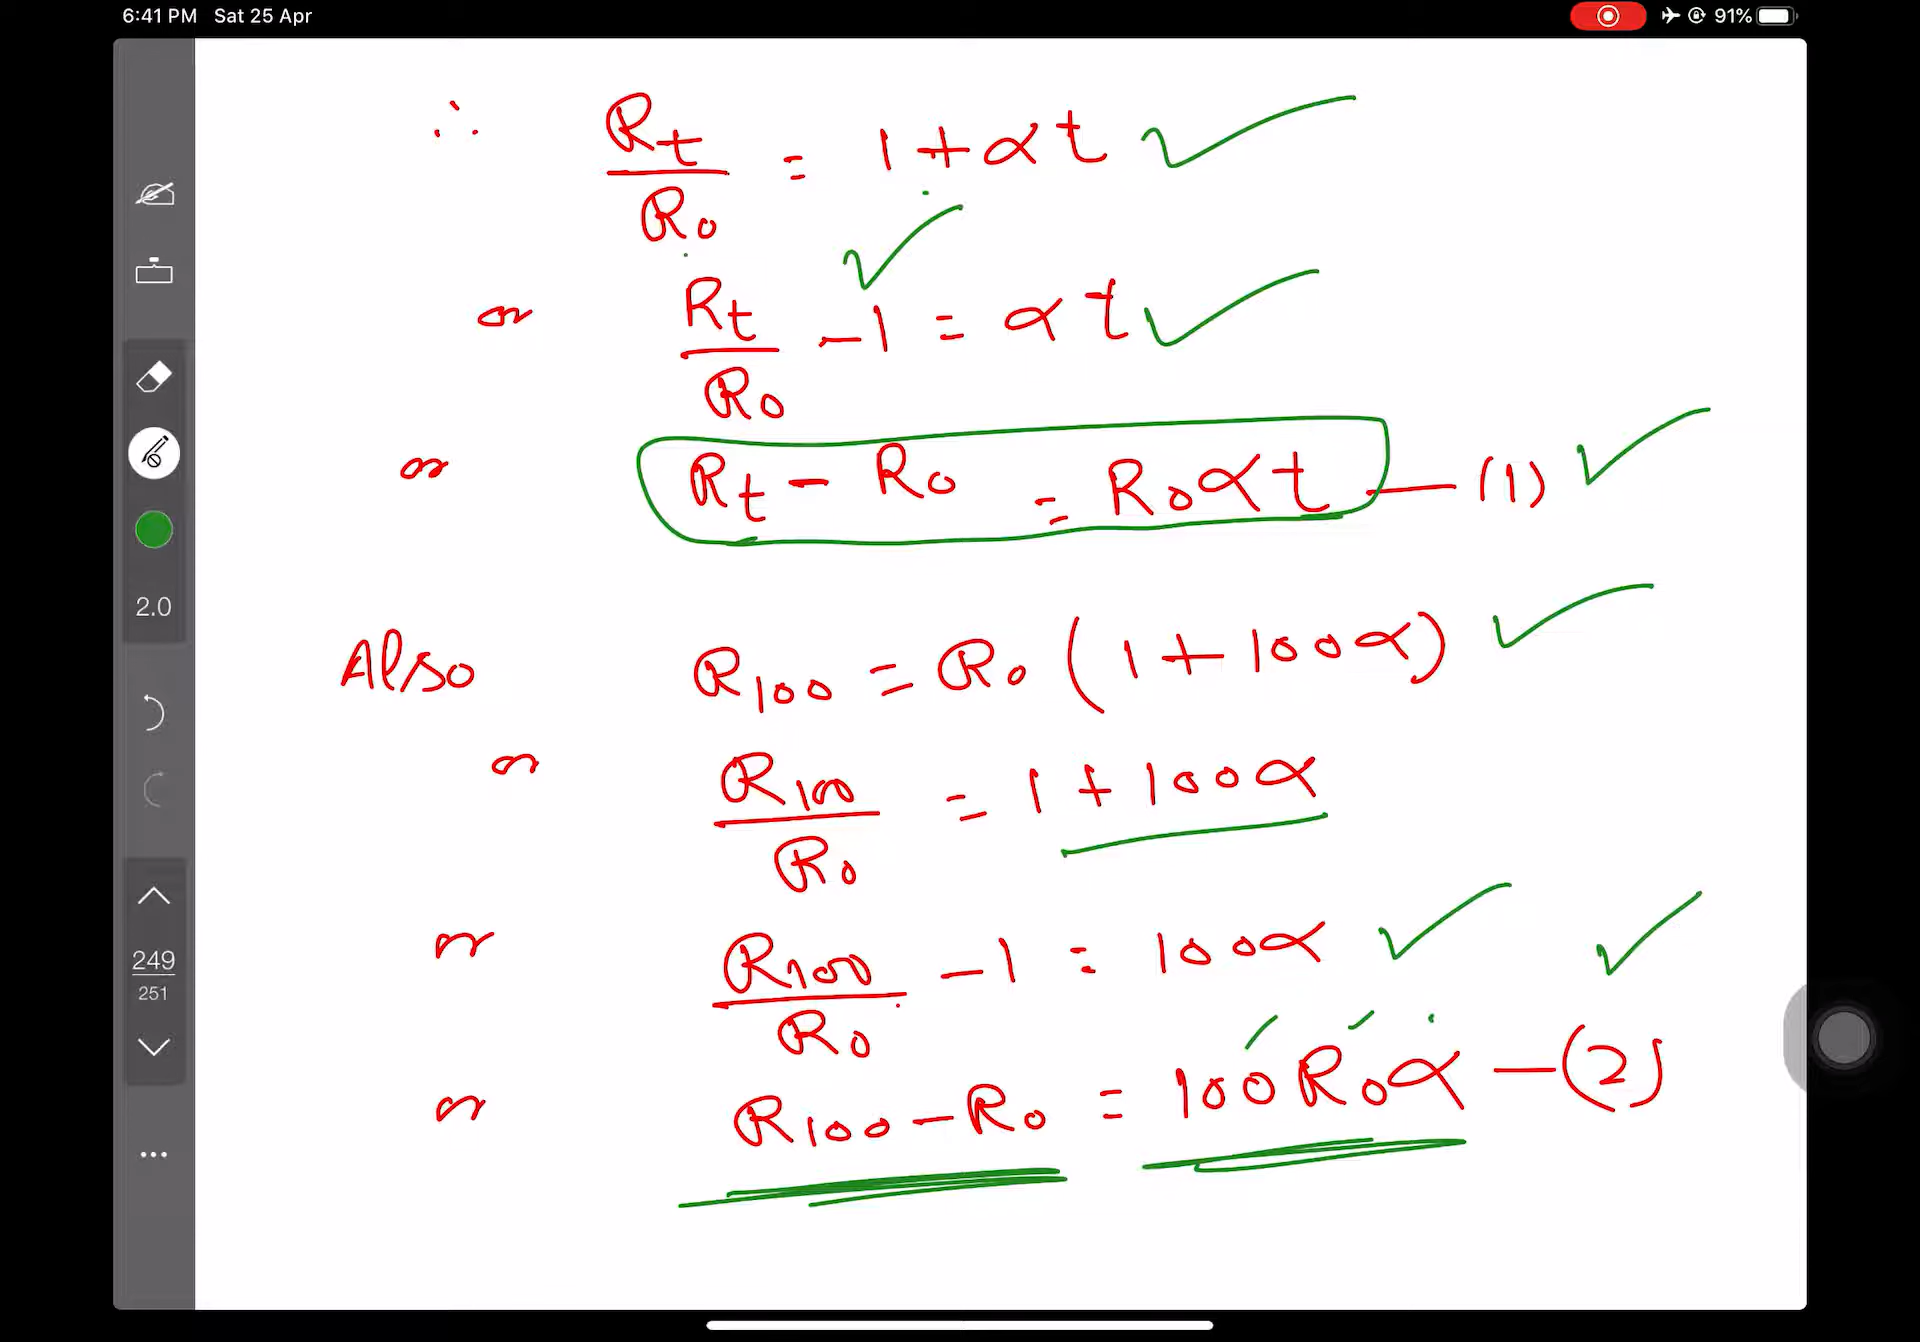 6:41 PM Sat 25 Apr
91%
∴ Rt/R0 = 1 + αt
or Rt/R0 - 1 = αt
or Rt - R0 = R0αt — (1)
Also R100 = R0 (1 + 100α)
or R100/R0 = 1 + 100α
or R100/R0 - 1 = 100α
or R100 - R0 = 100 R0α — (2)
2.0
249
251